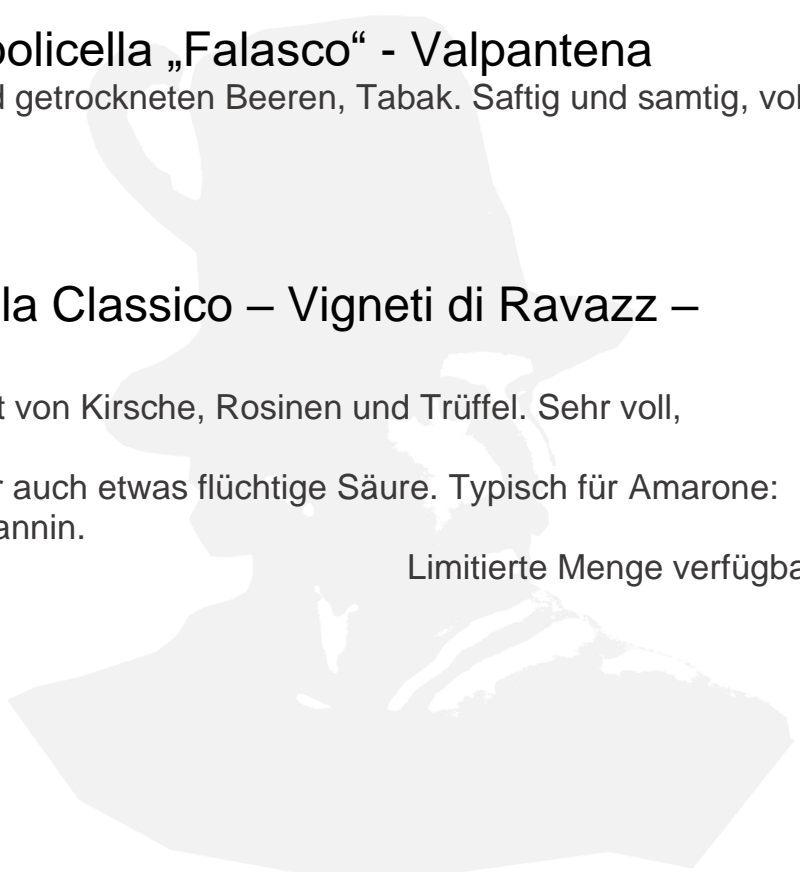 policella „Falasco“ - Valpantena
d getrockneten Beeren, Tabak. Saftig und samtig, vol
la Classico – Vigneti di Ravazz –
t von Kirsche, Rosinen und Trüffel. Sehr voll,
r auch etwas flüchtige Säure. Typisch für Amarone:
annin.
Limitierte Menge verfügba